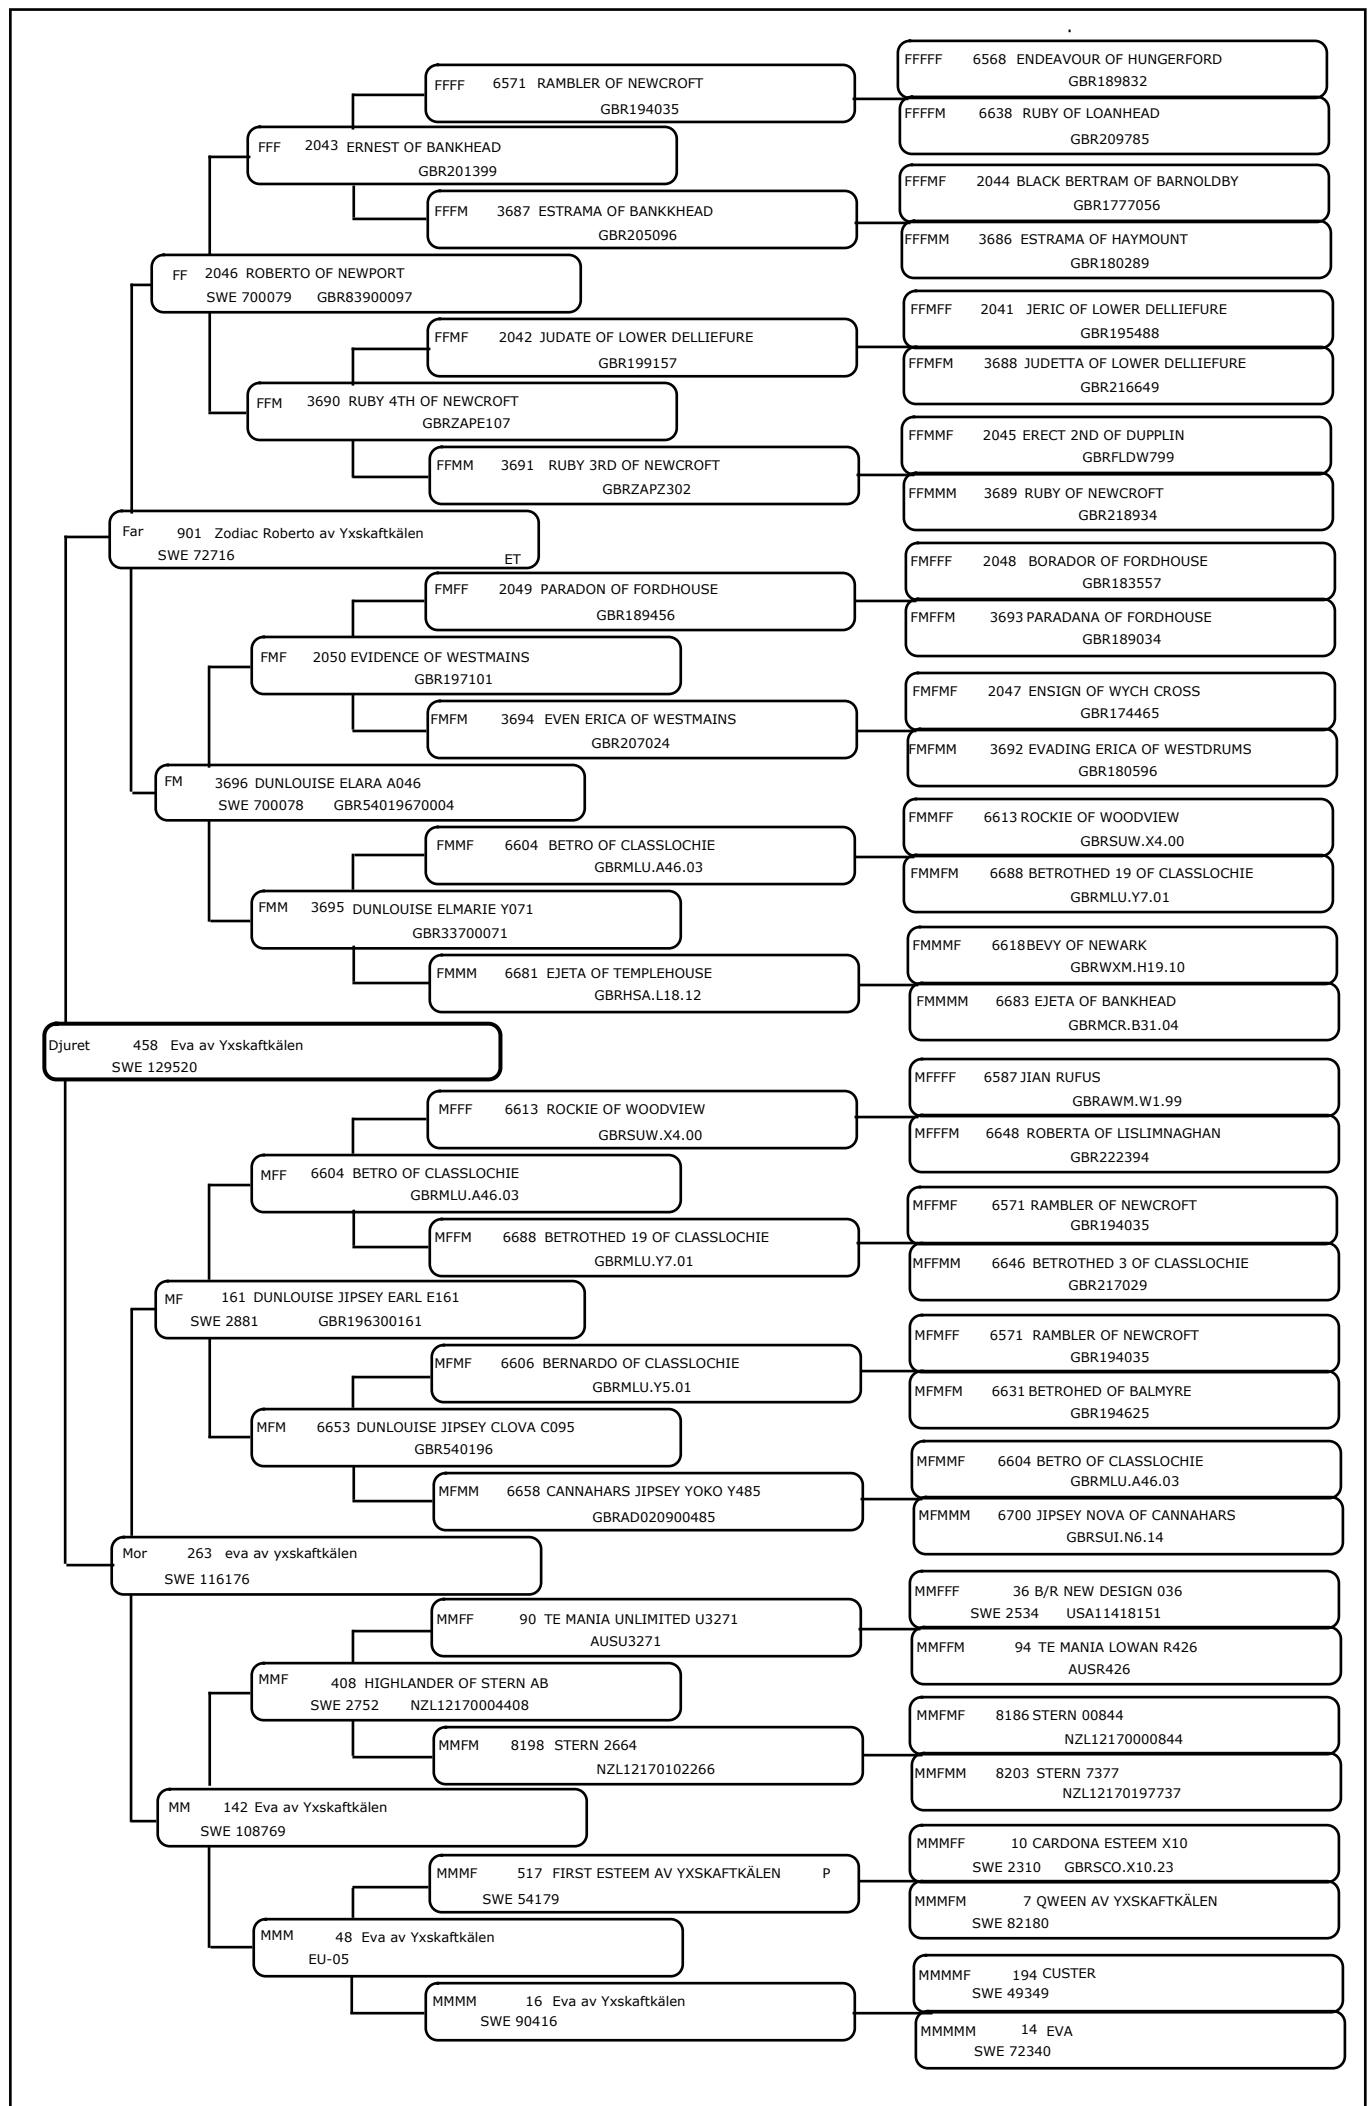 FFFFF 6568 ENDEAVOUR OF HUNGERFORD
GBR189832
FFFF 6571 RAMBLER OF NEWCROFT
GBR194035
FFFFM 6638 RUBY OF LOANHEAD
GBR209785
FFF 2043 ERNEST OF BANKHEAD
GBR201399
FFFMF 2044 BLACK BERTRAM OF BARNOLDBY
GBR1777056
FFFM 3687 ESTRAMA OF BANKKHEAD
GBR205096
FFFMM 3686 ESTRAMA OF HAYMOUNT
GBR180289
FF 2046 ROBERTO OF NEWPORT
SWE 700079 GBR83900097
FFMFF 2041 JERIC OF LOWER DELLIEFURE
GBR195488
FFMF 2042 JUDATE OF LOWER DELLIEFURE
GBR199157
FFMFM 3688 JUDETTA OF LOWER DELLIEFURE
GBR216649
FFM 3690 RUBY 4TH OF NEWCROFT
GBRZAPE107
FFMMF 2045 ERECT 2ND OF DUPPLIN
GBRFLDW799
FFMM 3691 RUBY 3RD OF NEWCROFT
GBRZAPZ302
FFMMM 3689 RUBY OF NEWCROFT
GBR218934
Far 901 Zodiac Roberto av Yxskaftkälen
SWE 72716 ET
FMFFF 2048 BORADOR OF FORDHOUSE
GBR183557
FMFF 2049 PARADON OF FORDHOUSE
GBR189456
FMFFM 3693 PARADANA OF FORDHOUSE
GBR189034
FMF 2050 EVIDENCE OF WESTMAINS
GBR197101
FMFMF 2047 ENSIGN OF WYCH CROSS
GBR174465
FMFM 3694 EVEN ERICA OF WESTMAINS
GBR207024
FMFMM 3692 EVADING ERICA OF WESTDRUMS
GBR180596
FM 3696 DUNLOUISE ELARA A046
SWE 700078 GBR54019670004
FMMFF 6613 ROCKIE OF WOODVIEW
GBRSUW.X4.00
FMMF 6604 BETRO OF CLASSLOCHIE
GBRMLU.A46.03
FMMFM 6688 BETROTHED 19 OF CLASSLOCHIE
GBRMLU.Y7.01
FMM 3695 DUNLOUISE ELMARIE Y071
GBR33700071
FMMMF 6618 BEVY OF NEWARK
GBRWXM.H19.10
FMMM 6681 EJETA OF TEMPLEHOUSE
GBRHSA.L18.12
FMMMM 6683 EJETA OF BANKHEAD
GBRMCR.B31.04
Djuret 458 Eva av Yxskaftkälen
SWE 129520
MFFFF 6587 JIAN RUFUS
GBRAWM.W1.99
MFFF 6613 ROCKIE OF WOODVIEW
GBRSUW.X4.00
MFFFM 6648 ROBERTA OF LISLIMNAGHAN
GBR222394
MFF 6604 BETRO OF CLASSLOCHIE
GBRMLU.A46.03
MFFMF 6571 RAMBLER OF NEWCROFT
GBR194035
MFFM 6688 BETROTHED 19 OF CLASSLOCHIE
GBRMLU.Y7.01
MFFMM 6646 BETROTHED 3 OF CLASSLOCHIE
GBR217029
MF 161 DUNLOUISE JIPSEY EARL E161
SWE 2881 GBR196300161
MFMFF 6571 RAMBLER OF NEWCROFT
GBR194035
MFMF 6606 BERNARDO OF CLASSLOCHIE
GBRMLU.Y5.01
MFMFM 6631 BETROHED OF BALMYRE
GBR194625
MFM 6653 DUNLOUISE JIPSEY CLOVA C095
GBR540196
MFMMF 6604 BETRO OF CLASSLOCHIE
GBRMLU.A46.03
MFMM 6658 CANNAHARS JIPSEY YOKO Y485
GBRAD020900485
MFMMM 6700 JIPSEY NOVA OF CANNAHARS
GBRSUI.N6.14
Mor 263 eva av yxskaftkälen
SWE 116176
MMFFF 36 B/R NEW DESIGN 036
SWE 2534 USA11418151
MMFF 90 TE MANIA UNLIMITED U3271
AUSU3271
MMFFM 94 TE MANIA LOWAN R426
AUSR426
MMF 408 HIGHLANDER OF STERN AB
SWE 2752 NZL12170004408
MMFMF 8186 STERN 00844
NZL12170000844
MMFM 8198 STERN 2664
NZL12170102266
MMFMM 8203 STERN 7377
NZL12170197737
MM 142 Eva av Yxskaftkälen
SWE 108769
MMMFF 10 CARDONA ESTEEM X10
SWE 2310 GBRSCO.X10.23
MMMF 517 FIRST ESTEEM AV YXSKAFTKÄLEN P
SWE 54179
MMMFM 7 QWEEN AV YXSKAFTKÄLEN
SWE 82180
MMM 48 Eva av Yxskaftkälen
EU-05
MMMMF 194 CUSTER
SWE 49349
MMMM 16 Eva av Yxskaftkälen
SWE 90416
MMMMM 14 EVA
SWE 72340